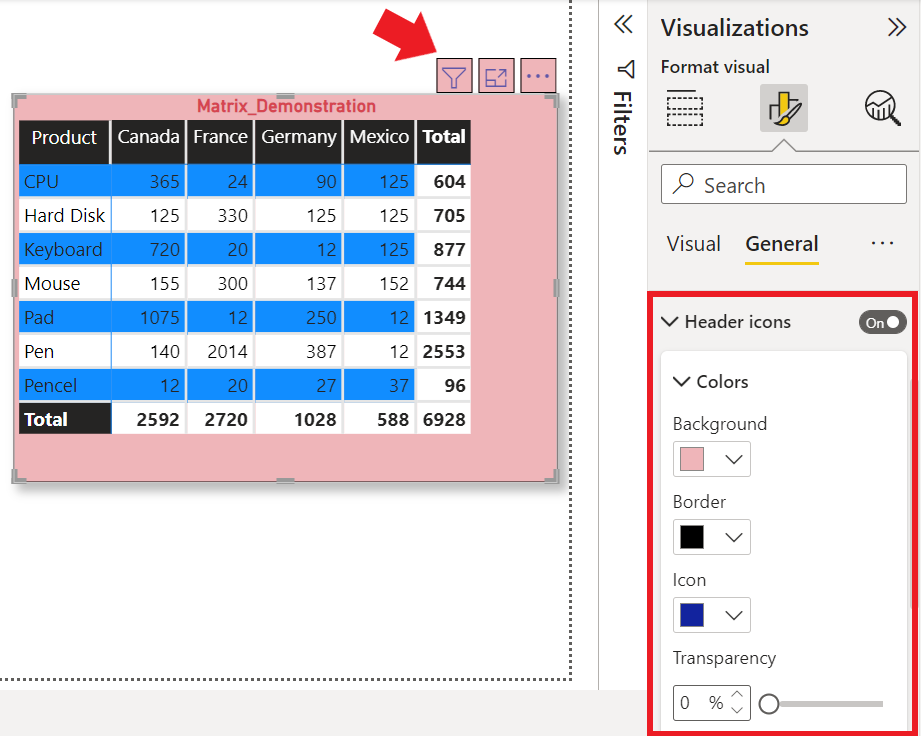 Matrix_Demonstration
Product Canada France Germany Mexico Total
CPU 365 24 90 125 604
Hard Disk 125 330 125 125 705
Keyboard 720 20 12 125 877
Mouse 155 300 137 152 744
Pad 1075 12 250 12 1349
Pen 140 2014 387 12 2553
Pencel 12 20 27 37 96
Total 2592 2720 1028 588 6928
Filters
Visualizations
Format visual
Search
Visual General ...
Header icons On
Colors
Background
Border
Icon
Transparency
0 %